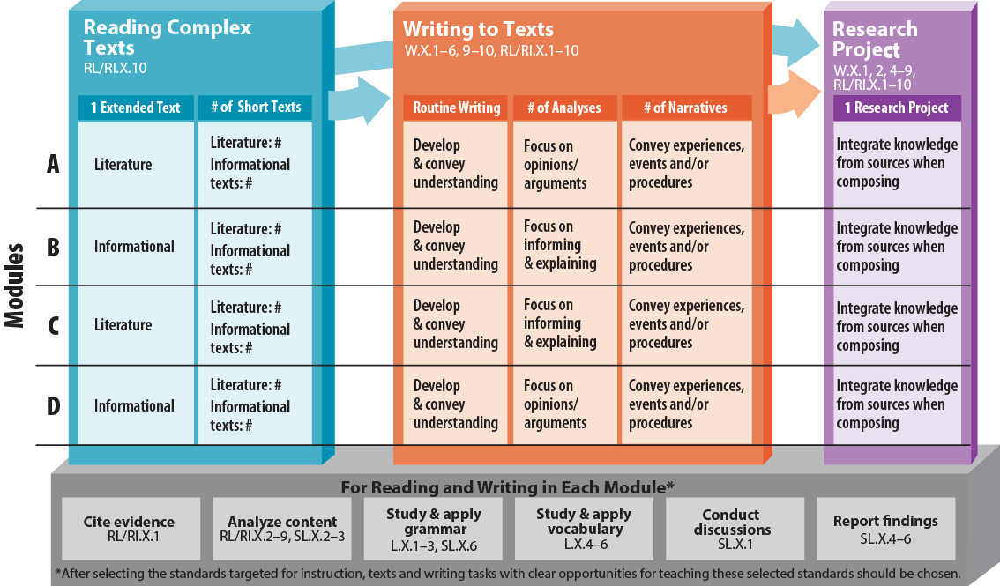 Reading Complex
Texts
RL/RI.X.10
Writing to Texts
W.X.1–6, 9–10, RL/RI.X.1–10
Research
Project
W.X.1, 2, 4–9,
RL/RI.X.1–10
1 Extended Text
# of Short Texts
Routine Writing
# of Analyses
# of Narratives
1 Research Project
Modules
A
Literature
Literature: #
Informational
texts: #
Develop
& convey
understanding
Focus on
opinions/
arguments
Convey experiences,
events and/or
procedures
Integrate knowledge
from sources when
composing
B
Informational
Literature: #
Informational
texts: #
Develop
& convey
understanding
Focus on
informing
& explaining
Convey experiences,
events and/or
procedures
Integrate knowledge
from sources when
composing
C
Literature
Literature: #
Informational
texts: #
Develop
& convey
understanding
Focus on
informing
& explaining
Convey experiences,
events and/or
procedures
Integrate knowledge
from sources when
composing
D
Informational
Literature: #
Informational
texts: #
Develop
& convey
understanding
Focus on
opinions/
arguments
Convey experiences,
events and/or
procedures
Integrate knowledge
from sources when
composing
For Reading and Writing in Each Module*
Cite evidence
RL/RI.X.1
Analyze content
RL/RI.X.2–9, SL.X.2–3
Study & apply
grammar
L.X.1–3, SL.X.6
Study & apply
vocabulary
L.X.4–6
Conduct
discussions
SL.X.1
Report findings
SL.X.4–6
*After selecting the standards targeted for instruction, texts and writing tasks with clear opportunities for teaching these selected standards should be chosen.